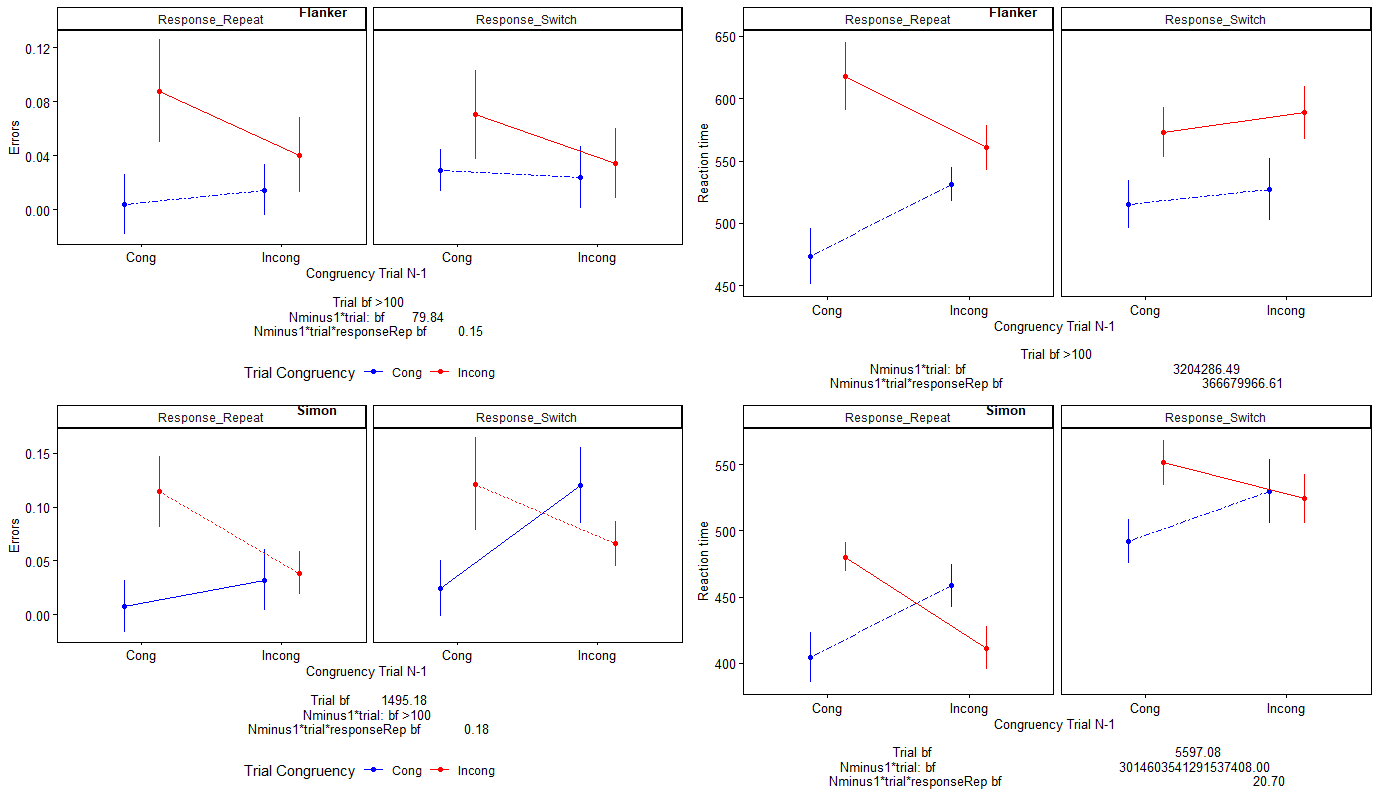 Flanker
Response_Repeat Response_Switch
0.12
0.08
0.04
0.00
Errors
Cong Incong Cong Incong
Congruency Trial N-1
Trial bf >100
Nminus1*trial: bf 79.84
Nminus1*trial*responseRep bf 0.15
Trial Congruency Cong Incong
Flanker
Response_Repeat Response_Switch
650
600
550
500
450
Reaction time
Cong Incong Cong Incong
Congruency Trial N-1
Trial bf >100
Nminus1*trial: bf 3204286.49
Nminus1*trial*responseRep bf 366679966.61
Simon
Response_Repeat Response_Switch
0.15
0.10
0.05
0.00
Errors
Cong Incong Cong Incong
Congruency Trial N-1
Trial bf 1495.18
Nminus1*trial: bf >100
Nminus1*trial*responseRep bf 0.18
Trial Congruency Cong Incong
Simon
Response_Repeat Response_Switch
550
500
450
400
Reaction time
Cong Incong Cong Incong
Congruency Trial N-1
Trial bf 5597.08
Nminus1*trial: bf 3014603541291537408.00
Nminus1*trial*responseRep bf 20.70